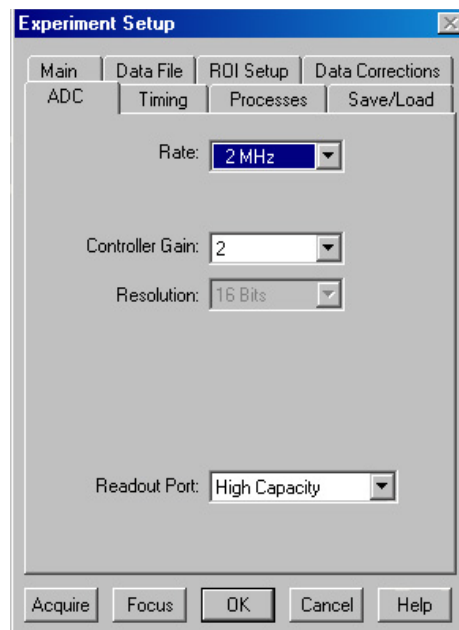 Experiment Setup
Main Data File ROI Setup Data Corrections
ADC Timing Processes Save/Load
Rate: 2 MHz
Controller Gain: 2
Resolution: 16 Bits
Readout Port: High Capacity
Acquire Focus OK Cancel Help